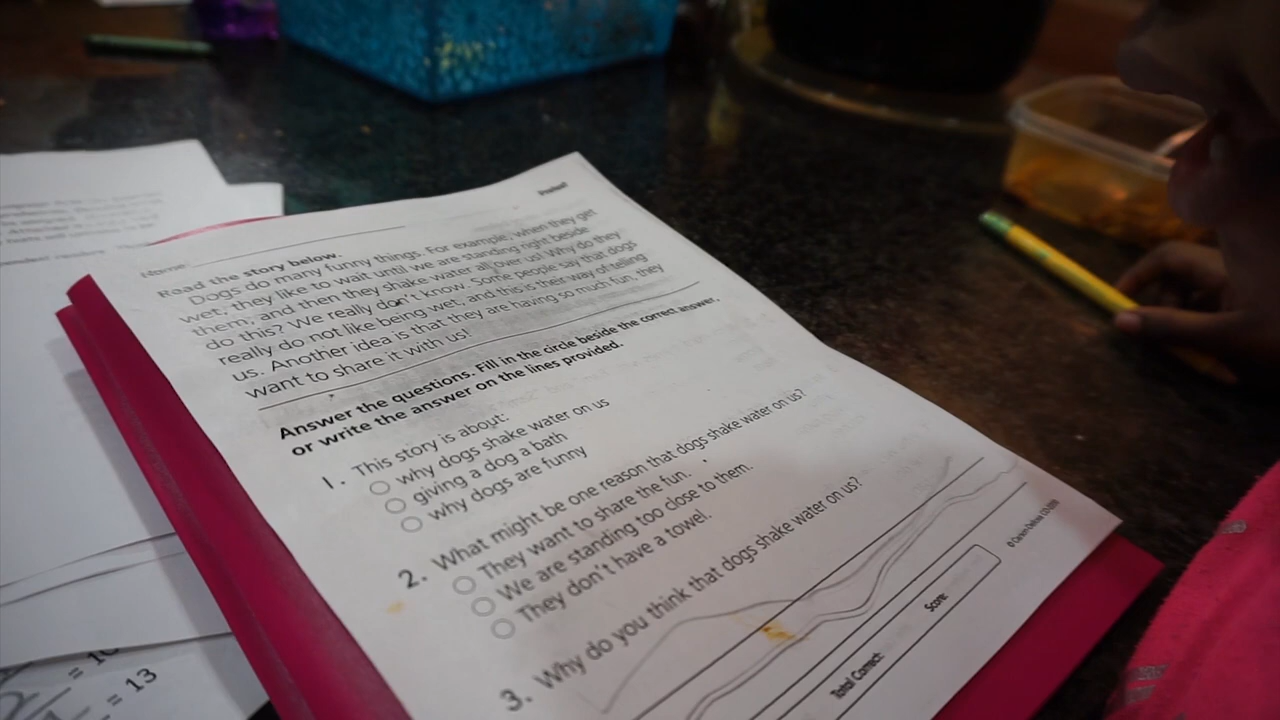 Pretest
Name:
Read the story below.
Dogs do many funny things. For example, when they get
wet, they like to wait until we are standing right beside
them, and then they shake water all over us! Why do they
do this? We really don't know. Some people say that dogs
really do not like being wet, and this is their way of telling
us. Another idea is that they are having so much fun, they
want to share it with us!
Answer the questions. Fill in the circle beside the correct answer,
or write the answer on the lines provided.
1. This story is about:
why dogs shake water on us
giving a dog a bath
why dogs are funny
2. What might be one reason that dogs shake water on us?
They want to share the fun.
We are standing too close to them.
They don't have a towel.
3. Why do you think that dogs shake water on us?
Total Correct:
Score:
= 10
= 13